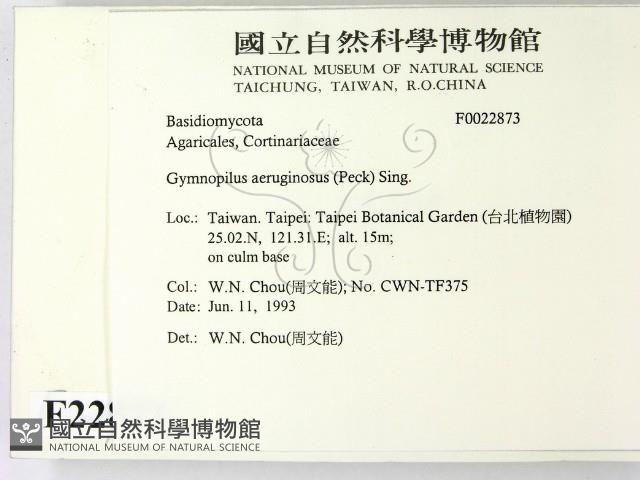 國立自然科學博物館
NATIONAL MUSEUM OF NATURAL SCIENCE
TAICHUNG, TAIWAN, R.O.CHINA
Basidiomycota F0022873
Agaricales, Cortinariaceae
Gymnopilus aeruginosus (Peck) Sing.
Loc.: Taiwan. Taipei: Taipei Botanical Garden (台北植物園)
25.02.N, 121.31.E; alt. 15m;
on culm base
Col.: W.N. Chou(周文能); No. CWN-TF375
Date: Jun. 11, 1993
Det.: W.N. Chou(周文能)
F228
國立自然科學博物館
NATIONAL MUSEUM OF NATURAL SCIENCE